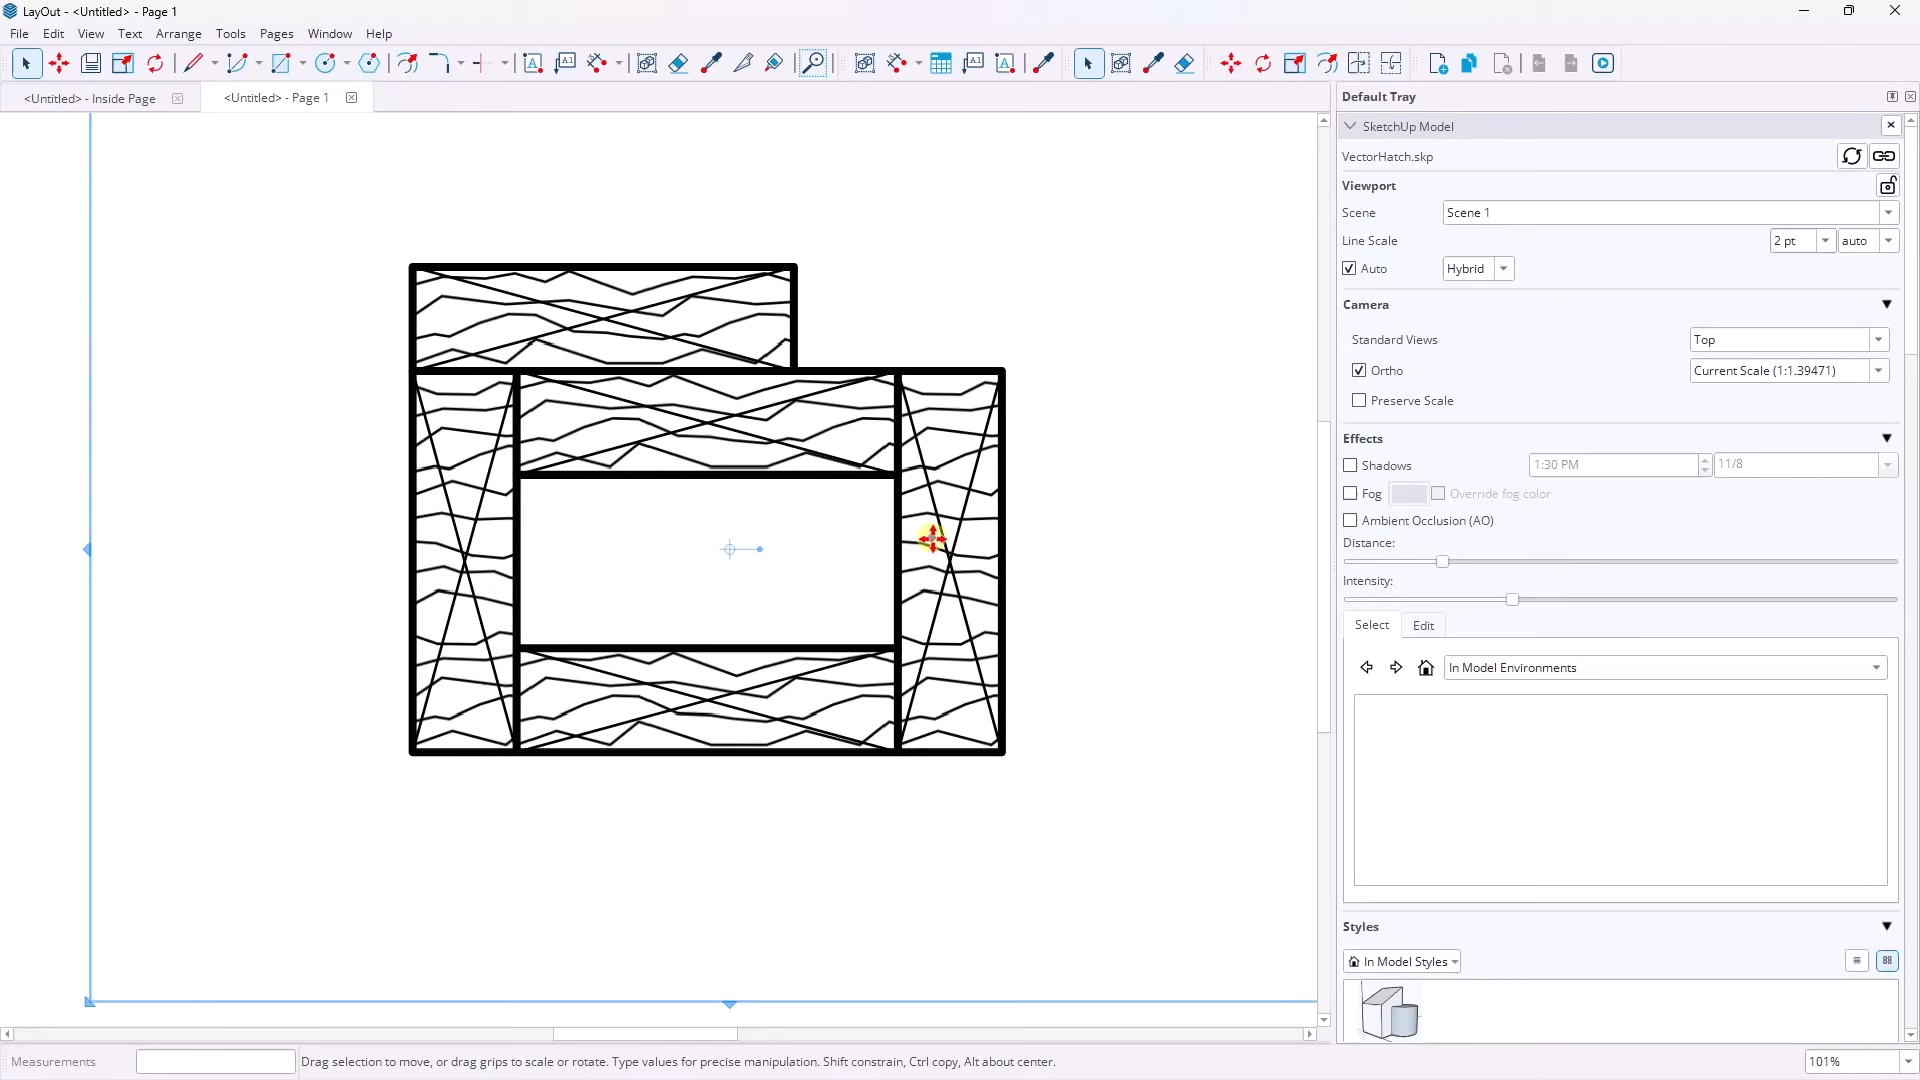 LayOut - <Untitled> - Page 1
File Edit View Text Arrange Tools Pages Window Help
<Untitled> - Inside Page
<Untitled> - Page 1
Default Tray
SketchUp Model
VectorHatch.skp
Viewport
Scene Scene 1
Line Scale 2 pt auto
Auto Hybrid
Camera
Standard Views Top
Ortho Current Scale (1:1.39471)
Preserve Scale
Effects
Shadows 1:30 PM 11/8
Fog Override fog color
Ambient Occlusion (AO)
Distance:
Intensity:
Select Edit
In Model Environments
Styles
In Model Styles
Measurements Drag selection to move, or drag grips to scale or rotate. Type values for precise manipulation. Shift constrain, Ctrl copy, Alt about center. 101%